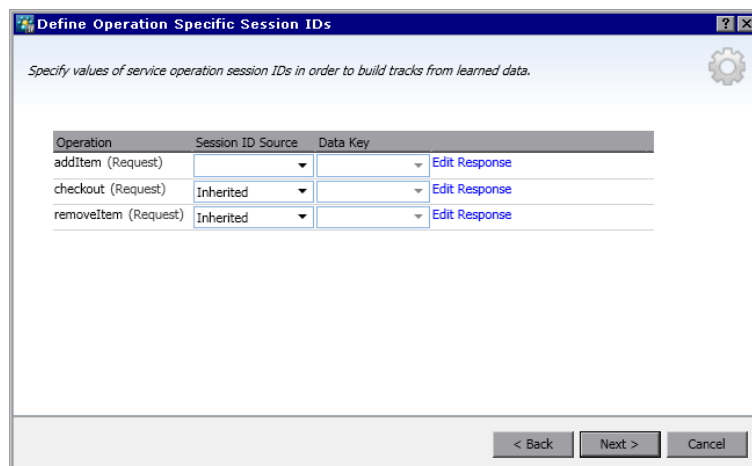 Define Operation Specific Session IDs
Specify values of service operation session IDs in order to build tracks from learned data.
Operation Session ID Source Data Key
addItem (Request) Edit Response
checkout (Request) Inherited Edit Response
removeItem (Request) Inherited Edit Response
< Back Next > Cancel